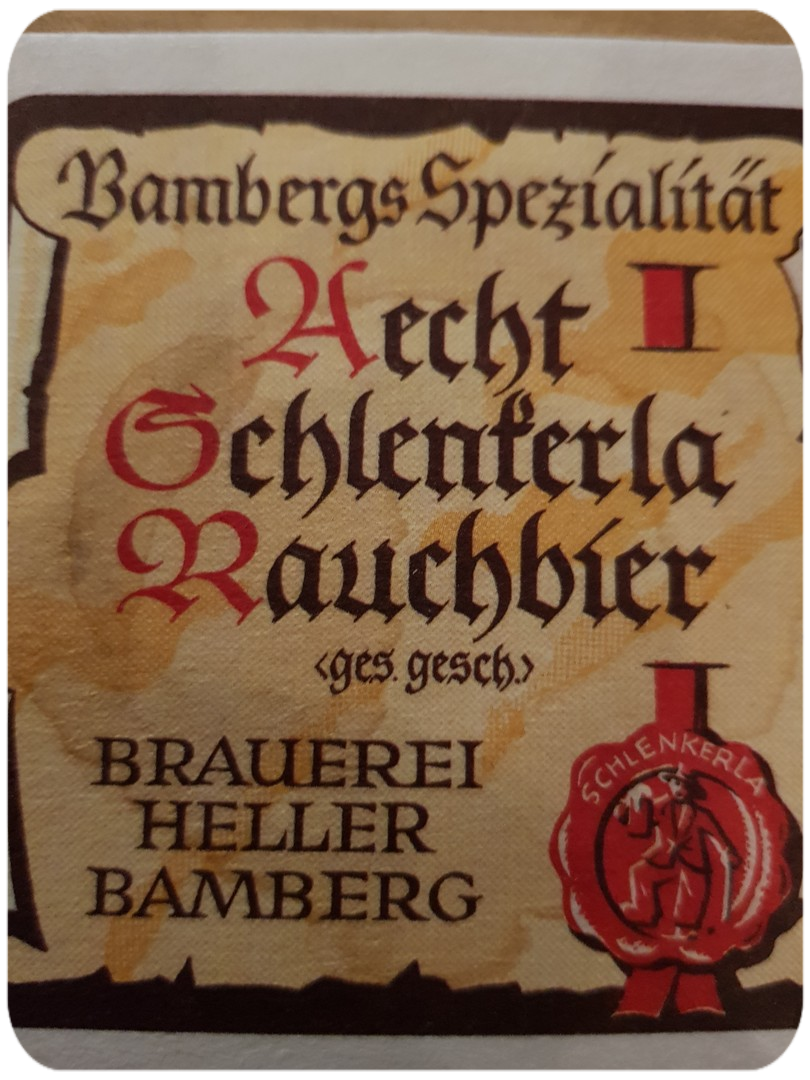 Bambergs Spezialität
Aecht
Schlenkerla
Rauchbier
<ges. gesch.>
BRAUEREI
HELLER
BAMBERG
SCHLENKERLA